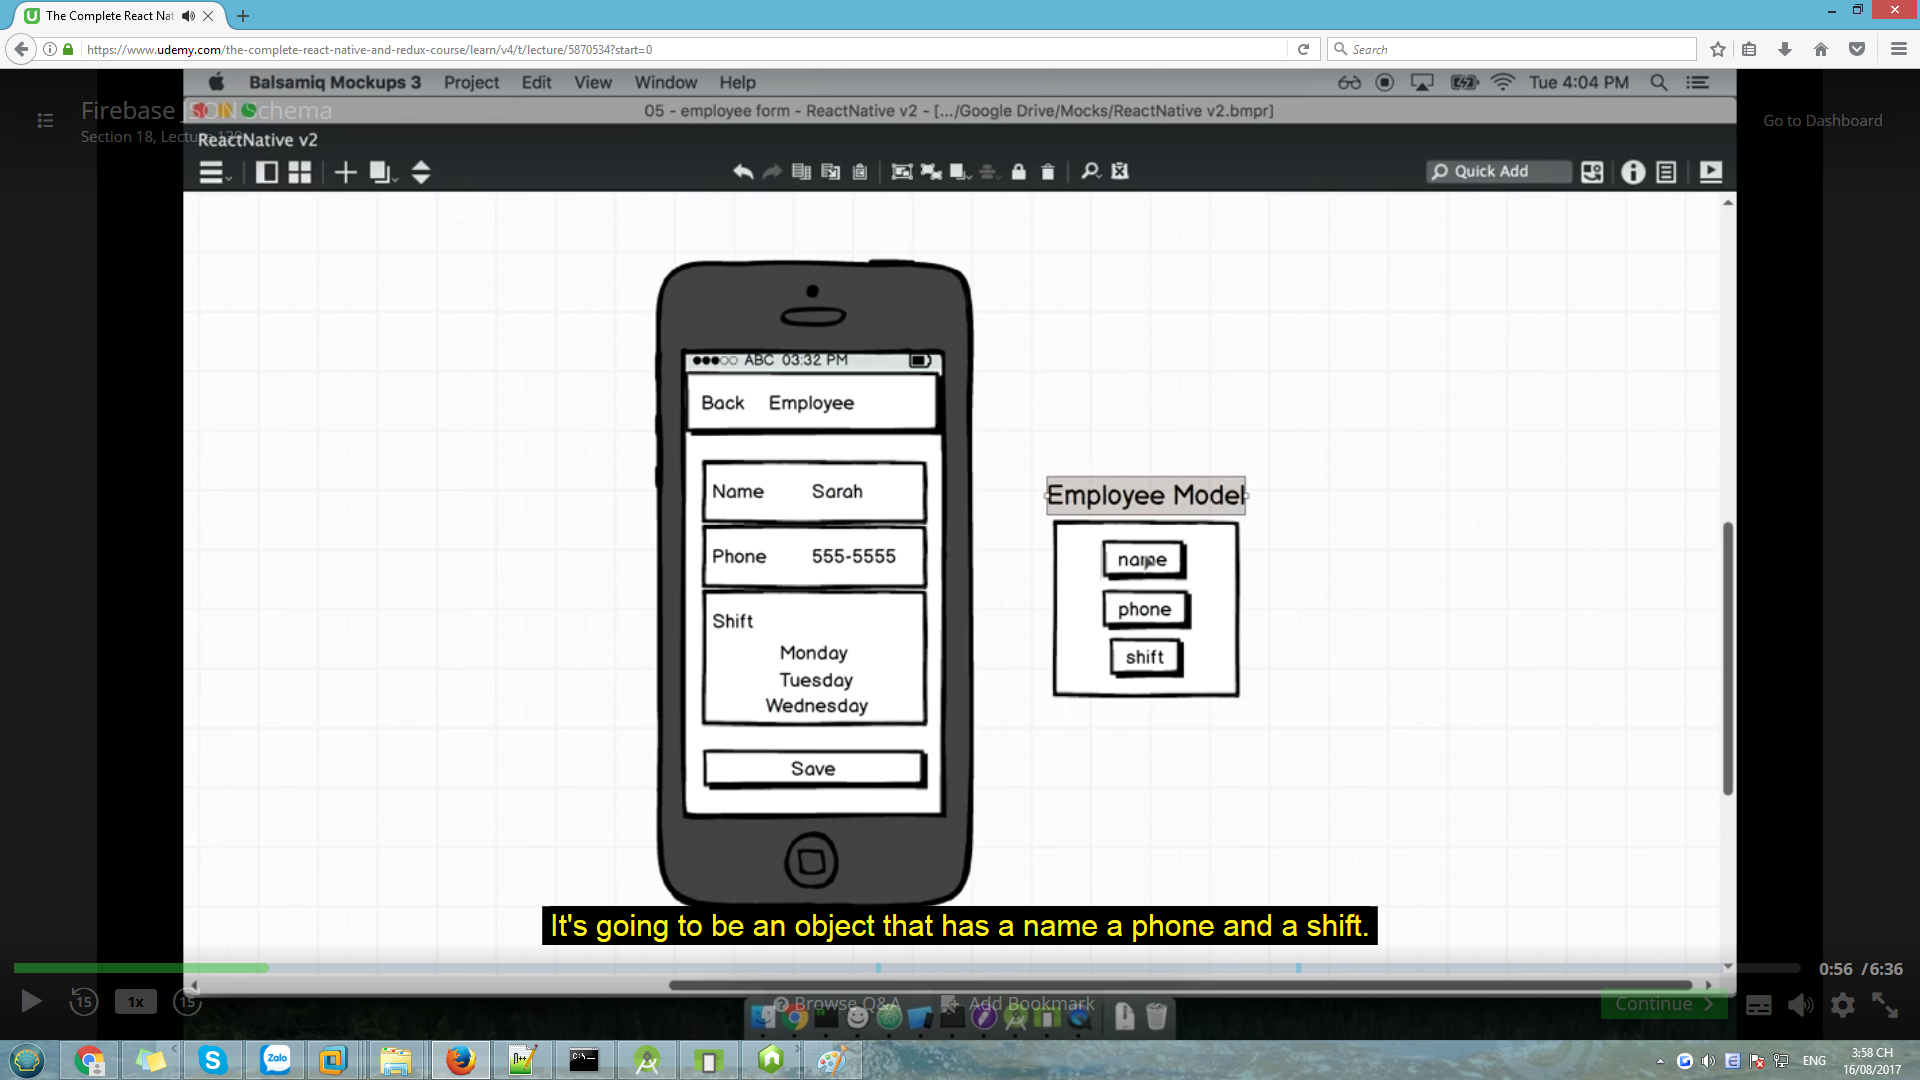 The Complete React Nat
https://www.udemy.com/the-complete-react-native-and-redux-course/learn/v4/t/lecture/5870534?start=0
Search
Balsamiq Mockups 3 Project Edit View Window Help
Tue 4:04 PM
Firebase JSON Schema
05 - employee form - ReactNative v2 - [.../Google Drive/Mocks/ReactNative v2.bmpr]
Go to Dashboard
Section 18, Lecture
ReactNative v2
Quick Add
ABC 03:32 PM
Back Employee
Name Sarah
Phone 555-5555
Shift
Monday
Tuesday
Wednesday
Save
Employee Model
name
phone
shift
It's going to be an object that has a name a phone and a shift.
0:56 / 6:36
15 1x 15
Browse Q&A
Add Bookmark
Continue
Zalo
ENG
3:58 CH
16/08/2017